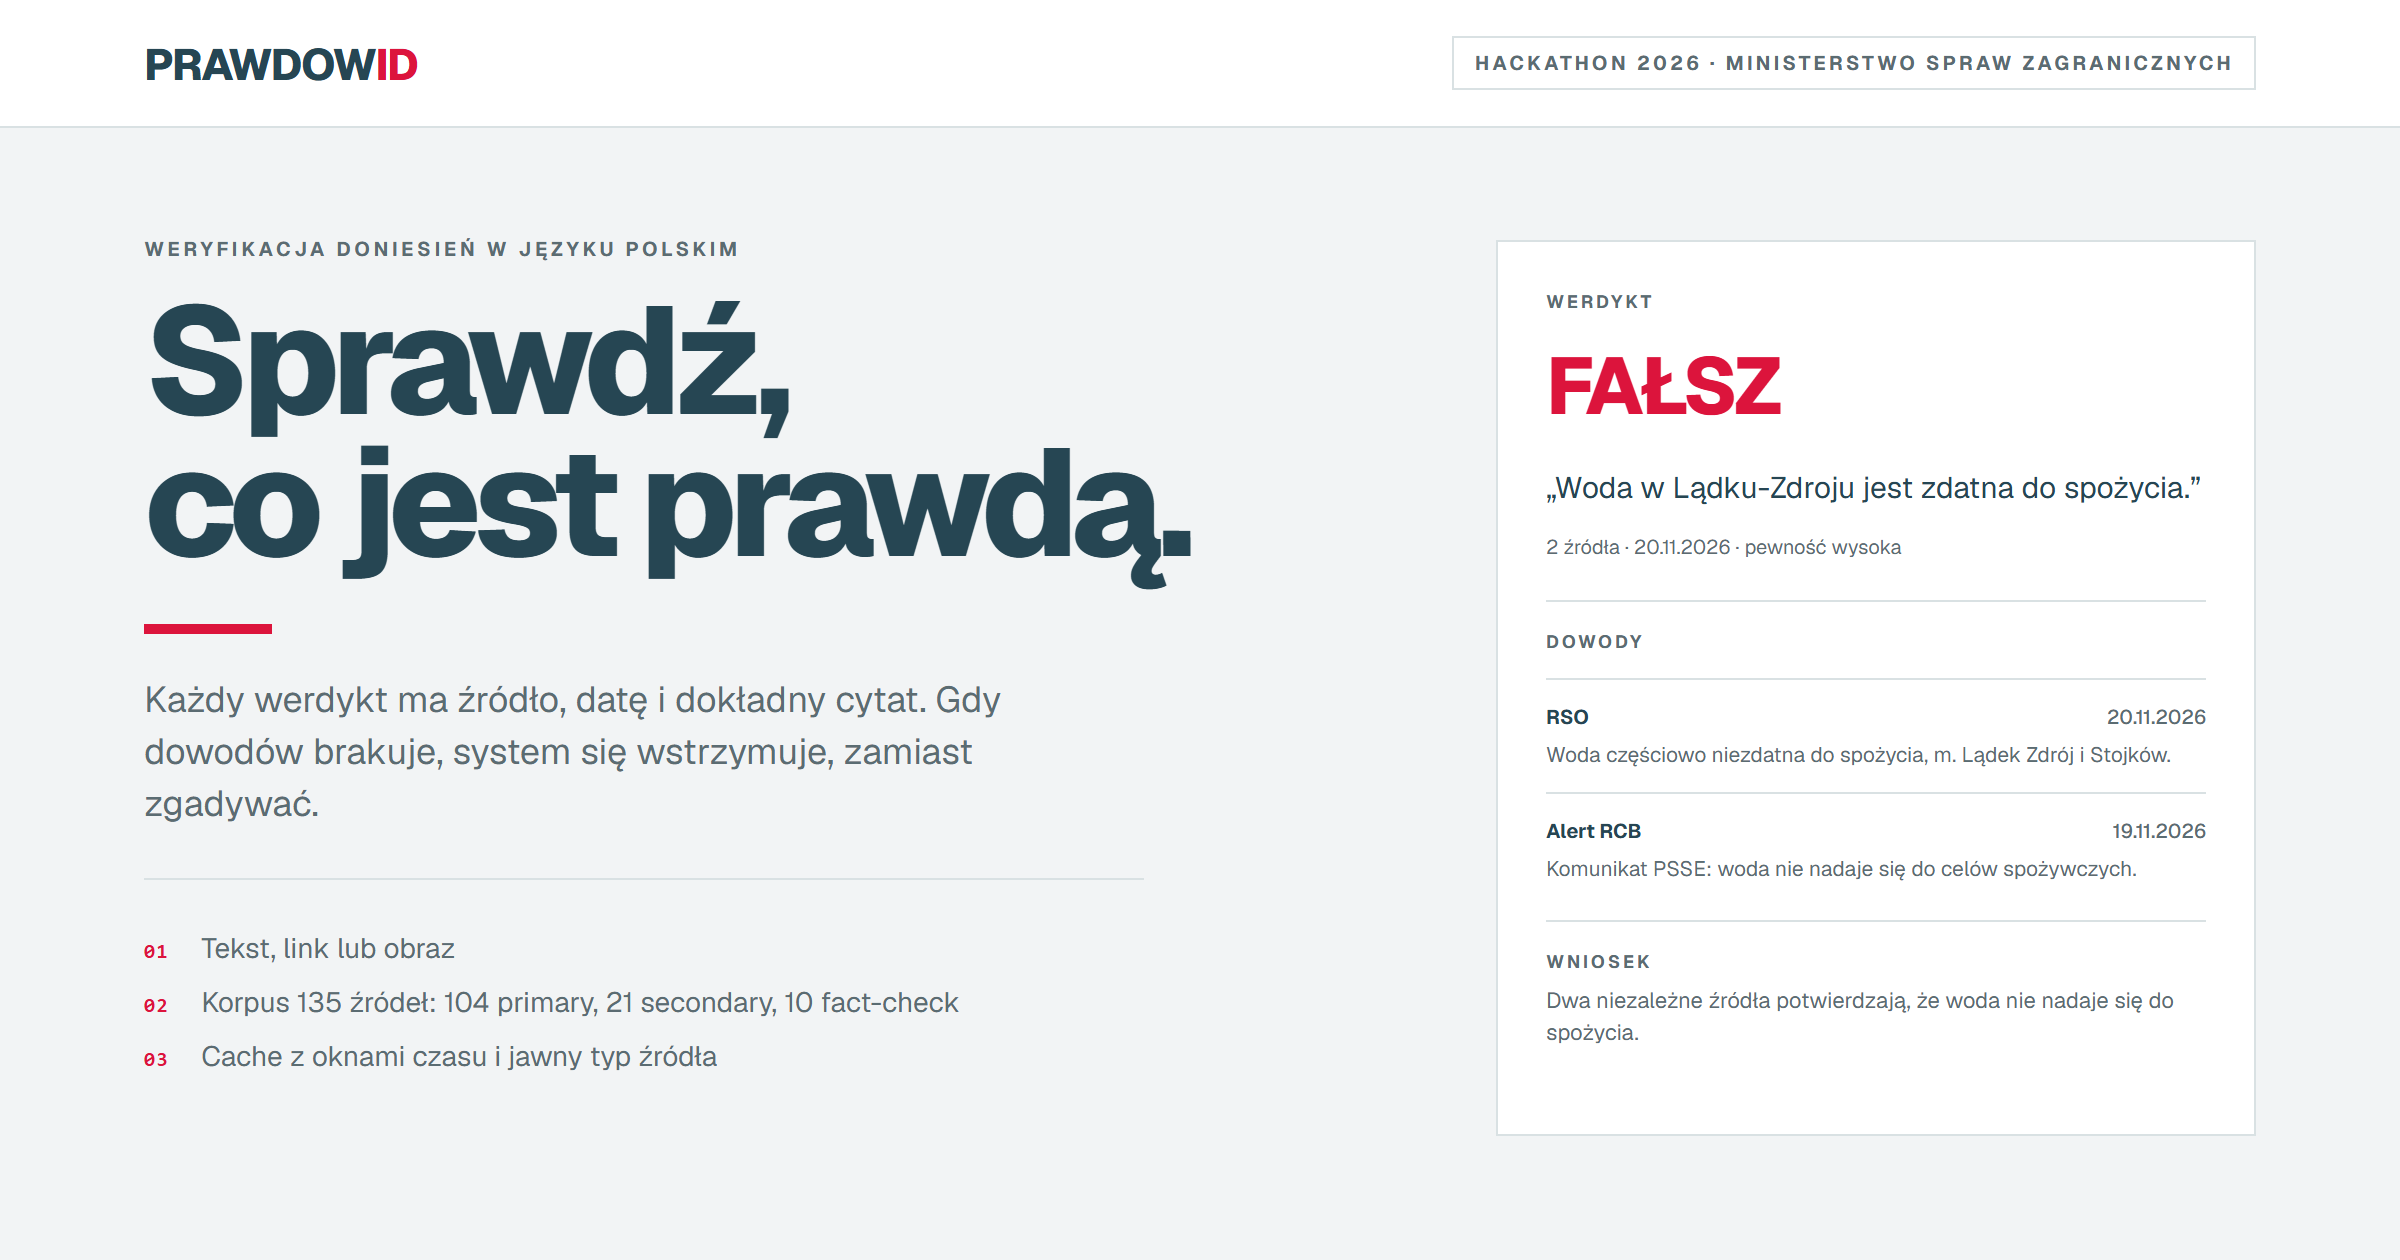 PRAWDOWID
HACKATHON 2026 · MINISTERSTWO SPRAW ZAGRANICZNYCH
WERYFIKACJA DONIESIEŃ W JĘZYKU POLSKIM
Sprawdź,
co jest prawdą.
Każdy werdykt ma źródło, datę i dokładny cytat. Gdy
dowodów brakuje, system się wstrzymuje, zamiast
zgadywać.
01 Tekst, link lub obraz
02 Korpus 135 źródeł: 104 primary, 21 secondary, 10 fact-check
03 Cache z oknami czasu i jawny typ źródła
WERDYKT
FAŁSZ
„Woda w Lądku-Zdroju jest zdatna do spożycia.”
2 źródła · 20.11.2026 · pewność wysoka
DOWODY
RSO 20.11.2026
Woda częściowo niezdatna do spożycia, m. Lądek Zdrój i Stojków.
Alert RCB 19.11.2026
Komunikat PSSE: woda nie nadaje się do celów spożywczych.
WNIOSEK
Dwa niezależne źródła potwierdzają, że woda nie nadaje się do
spożycia.